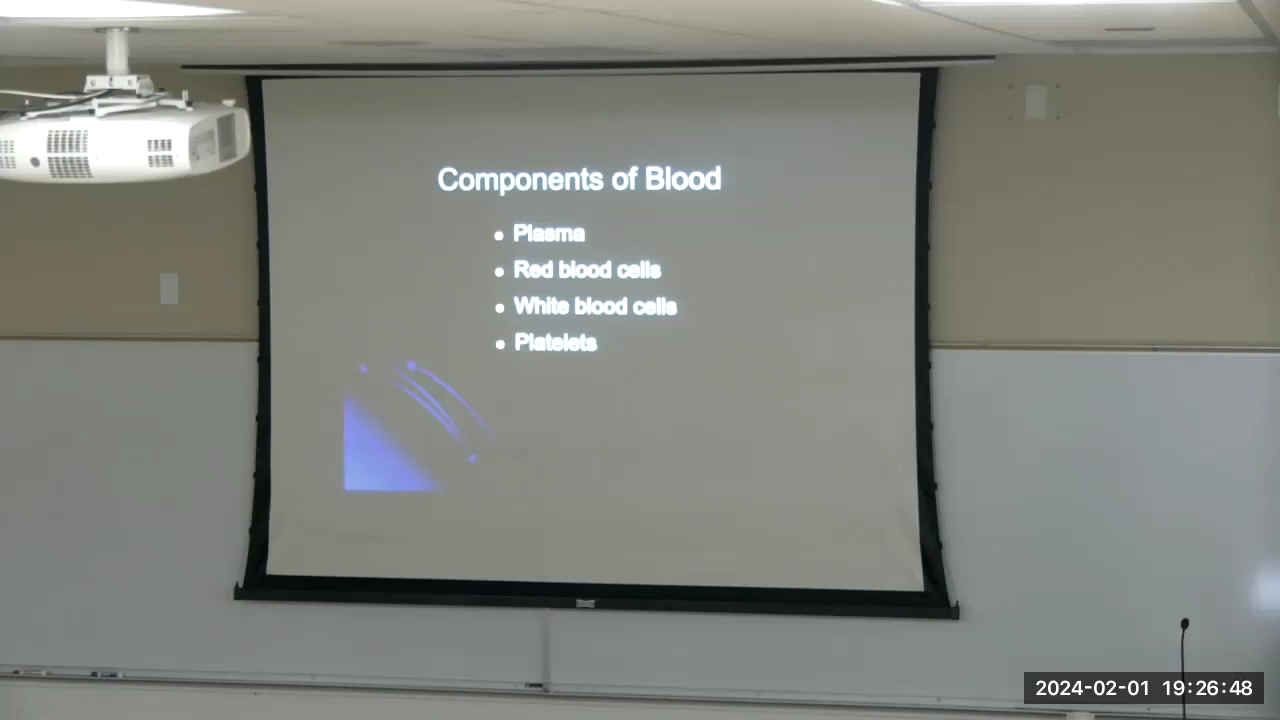 Components of Blood
• Plasma
• Red blood cells
• White blood cells
• Platelets
2024-02-01 19:26:48